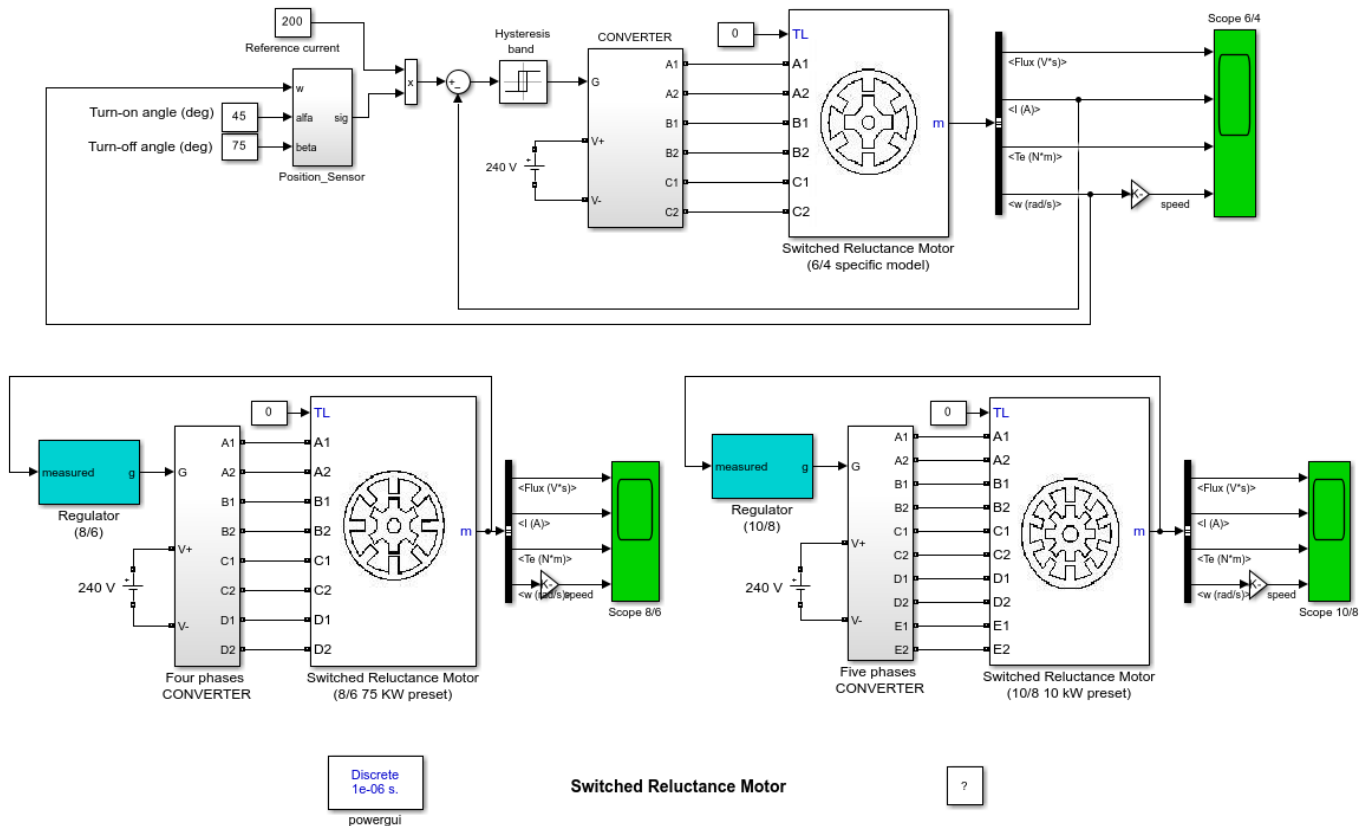 200
Reference current
Turn-on angle (deg)
45
Turn-off angle (deg)
75
w
alfa
beta
sig
Position_Sensor
x
+
−
Hysteresis
band
CONVERTER
G
V+
V-
240 V
+
A1
A2
B1
B2
C1
C2
0
TL
A1
A2
B1
B2
C1
C2
m
Switched Reluctance Motor
(6/4 specific model)
<Flux (V*s)>
<I (A)>
<Te (N*m)>
<w (rad/s)>
K-
speed
Scope 6/4
measured
g
Regulator
(8/6)
240 V
+
G
V+
V-
A1
A2
B1
B2
C1
C2
D1
D2
Four phases
CONVERTER
0
TL
A1
A2
B1
B2
C1
C2
D1
D2
m
Switched Reluctance Motor
(8/6 75 KW preset)
<Flux (V*s)>
<I (A)>
<Te (N*m)>
<w (rad/s)>
K-
speed
Scope 8/6
measured
g
Regulator
(10/8)
240 V
+
G
V+
V-
A1
A2
B1
B2
C1
C2
D1
D2
E1
E2
Five phases
CONVERTER
0
TL
A1
A2
B1
B2
C1
C2
D1
D2
E1
E2
m
Switched Reluctance Motor
(10/8 10 kW preset)
<Flux (V*s)>
<I (A)>
<Te (N*m)>
<w (rad/s)>
K-
speed
Scope 10/8
Discrete
1e-06 s.
powergui
Switched Reluctance Motor
?